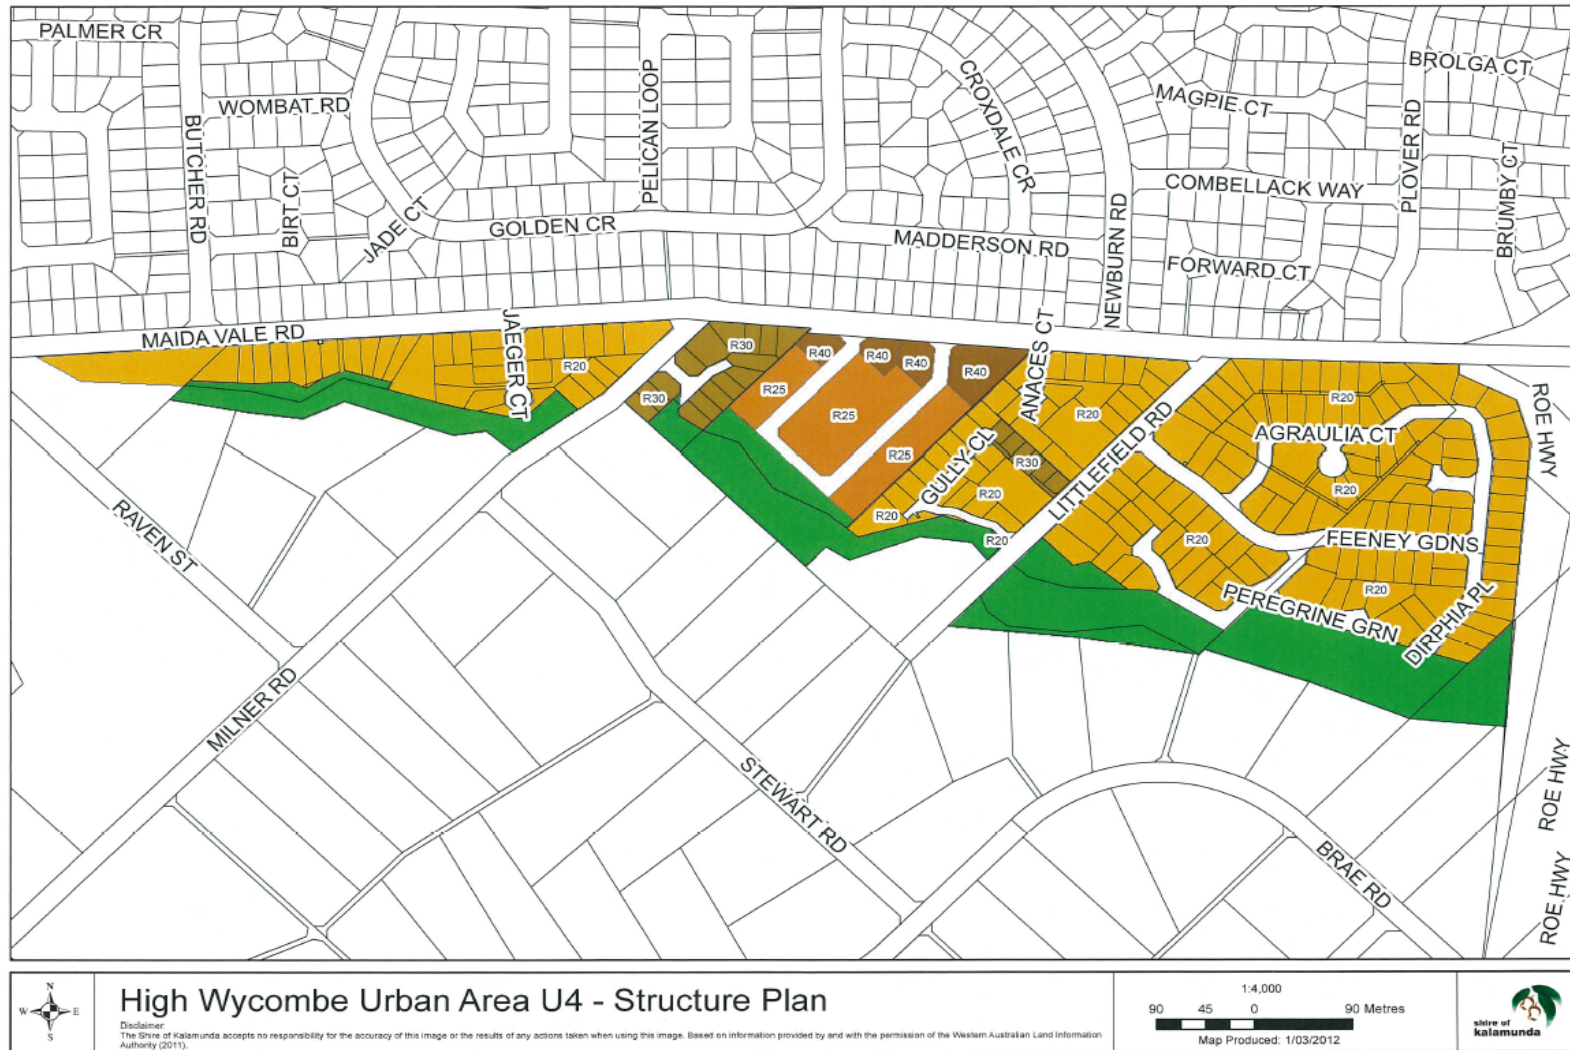 PALMER CR
WOMBAT RD
BUTCHER RD
BIRT CT
JADE CT
PELICAN LOOP
GOLDEN CR
CROXDALE CR
MADDERSON RD
NEWBURN RD
MAGPIE CT
BROLGA CT
PLOVER RD
COMBELLACK WAY
BRUMBY CT
FORWARD CT
MAIDA VALE RD
JAEGER CT
R20
R30
R30
R40
R40
R40
R40
R25
R25
R25
ANACES CT
R20
GULLY CL
R30
R20
R20
R20
LITTLEFIELD RD
R20
AGRAULIA CT
R20
R20
FEENEY GDNS
R20
PEREGRINE GRN
DIRPHIA PL
ROE HWY
RAVEN ST
MILNER RD
STEWART RD
BRAE RD
ROE HWY
ROE HWY
N
W E
S
High Wycombe Urban Area U4 - Structure Plan
Disclaimer:
The Shire of Kalamunda accepts no responsibility for the accuracy of this image or the results of any actions taken when using this image. Based on information provided by and with the permission of the Western Australian Land Information
Authority (2011).
1:4,000
90 45 0 90 Metres
Map Produced: 1/03/2012
shire of
kalamunda